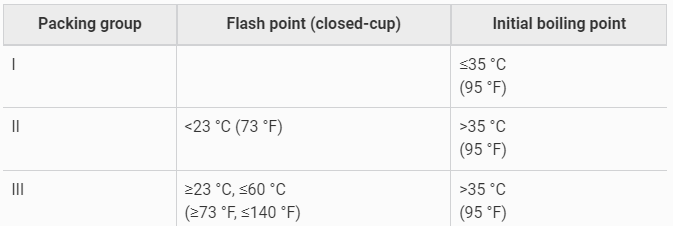 Packing group Flash point (closed-cup) Initial boiling point
I ≤35 °C
(95 °F)
II <23 °C (73 °F) >35 °C
(95 °F)
III ≥23 °C, ≤60 °C >35 °C
(≥73 °F, ≤140 °F) (95 °F)